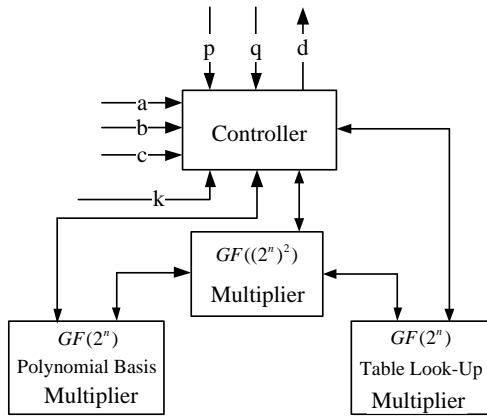 p q d
a
b
c
Controller
k
GF((2^n)^2)
Multiplier
GF(2^n)
Polynomial Basis
Multiplier
GF(2^n)
Table Look-Up
Multiplier